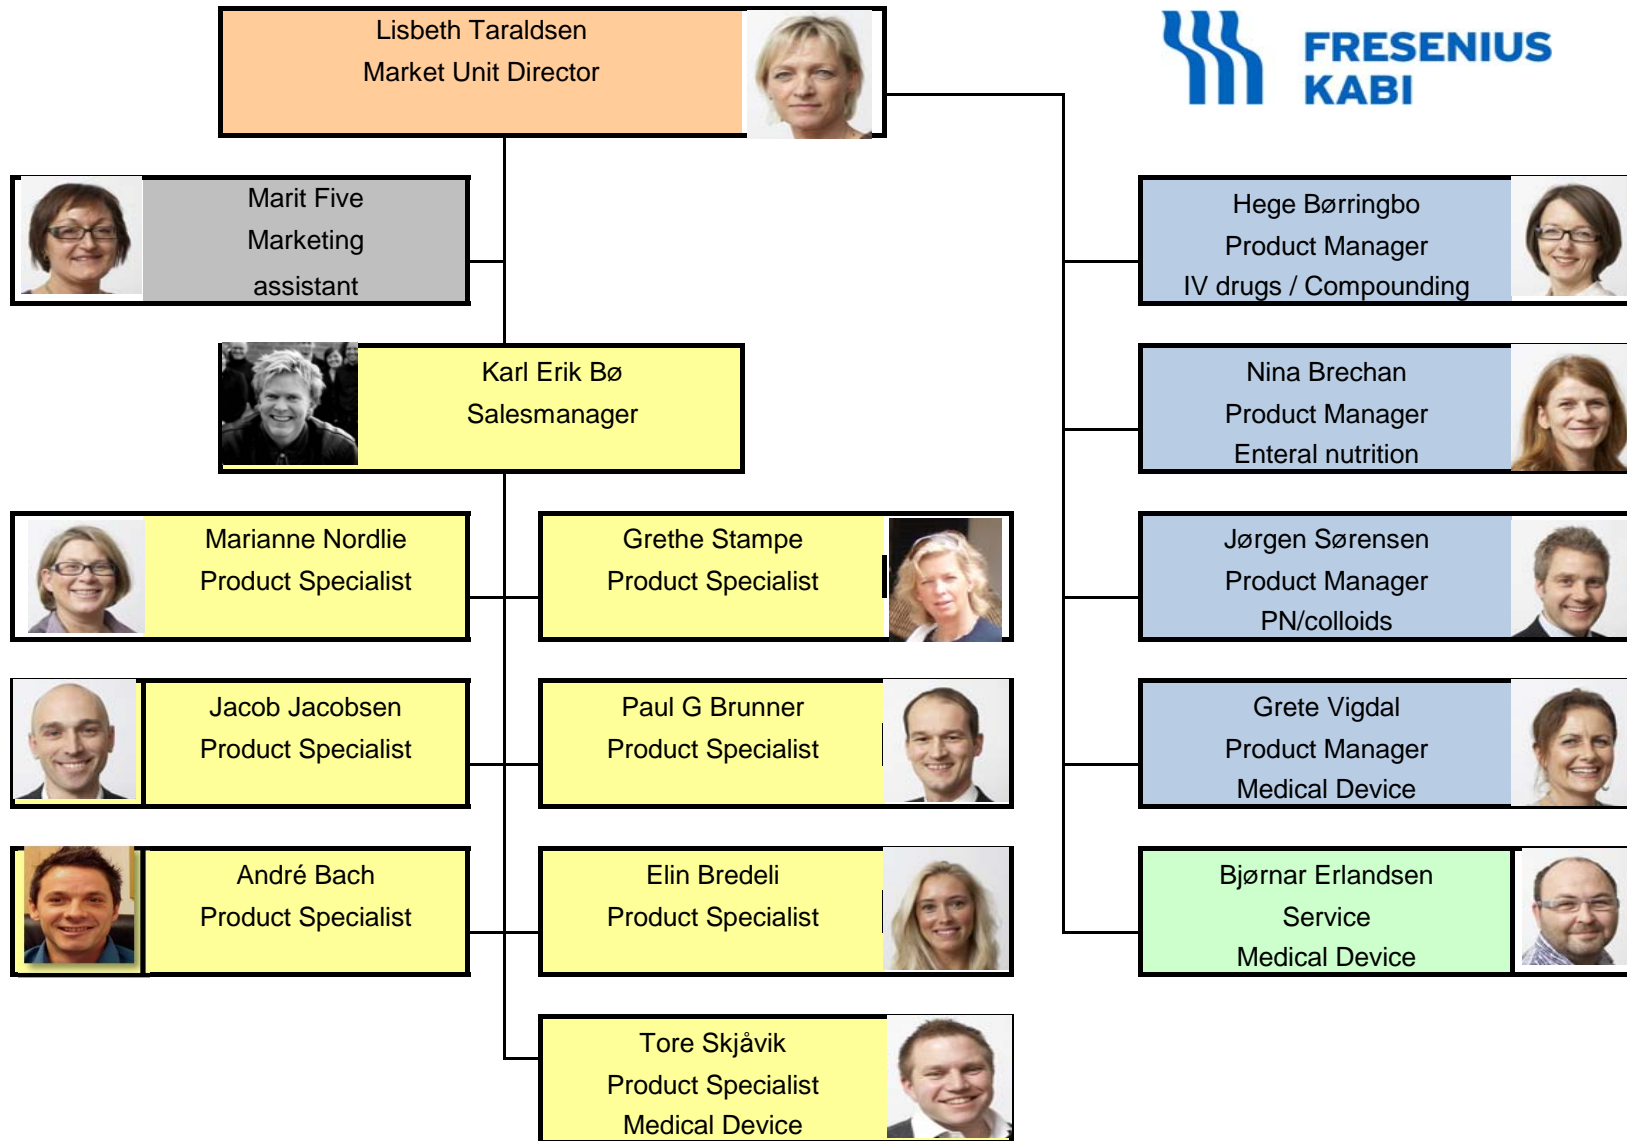 Lisbeth Taraldsen
Market Unit Director
FRESENIUS
KABI
Marit Five
Marketing
assistant
Hege Børringbo
Product Manager
IV drugs / Compounding
Karl Erik Bø
Salesmanager
Nina Brechan
Product Manager
Enteral nutrition
Marianne Nordlie
Product Specialist
Grethe Stampe
Product Specialist
Jørgen Sørensen
Product Manager
PN/colloids
Jacob Jacobsen
Product Specialist
Paul G Brunner
Product Specialist
Grete Vigdal
Product Manager
Medical Device
André Bach
Product Specialist
Elin Bredeli
Product Specialist
Bjørnar Erlandsen
Service
Medical Device
Tore Skjåvik
Product Specialist
Medical Device